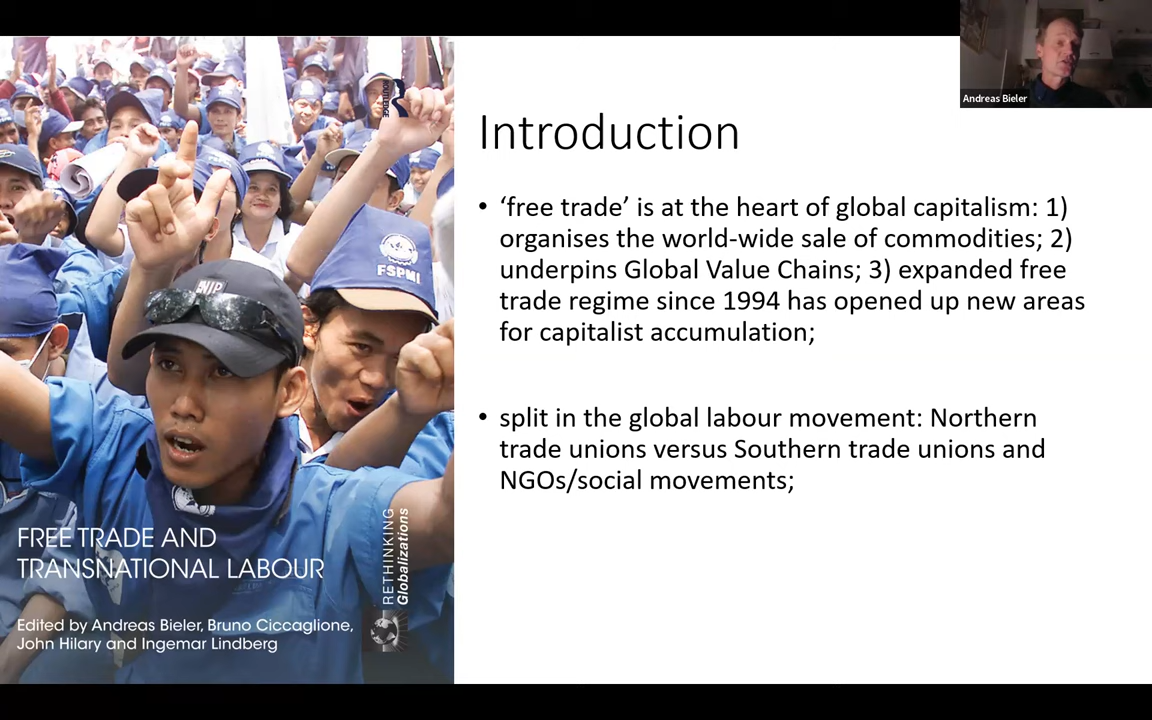 Andreas Bieler
Introduction
• ‘free trade’ is at the heart of global capitalism: 1)
organises the world-wide sale of commodities; 2)
underpins Global Value Chains; 3) expanded free
trade regime since 1994 has opened up new areas
for capitalist accumulation;
• split in the global labour movement: Northern
trade unions versus Southern trade unions and
NGOs/social movements;
ROUTLEDGE
FSPMI
FREE TRADE AND
TRANSNATIONAL LABOUR
RETHINKING
Globalizations
Edited by Andreas Bieler, Bruno Ciccaglione,
John Hilary and Ingemar Lindberg